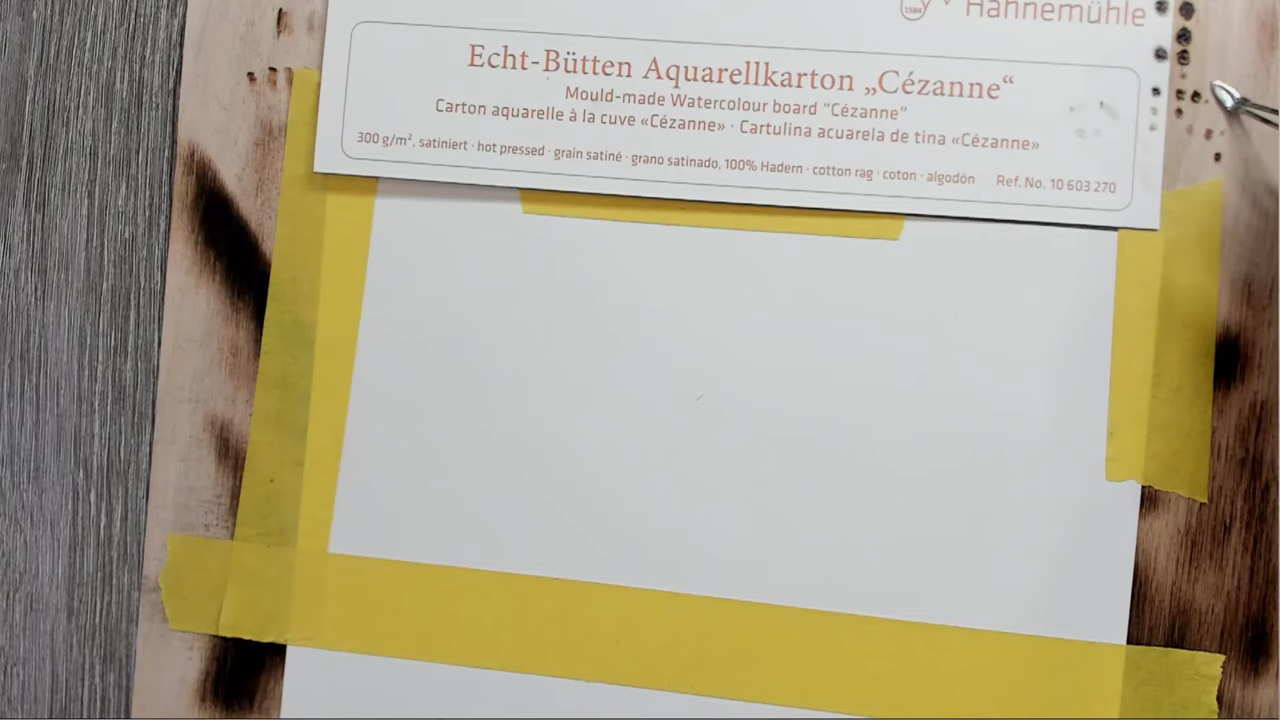 1584 Hahnemühle
Echt-Bütten Aquarellkarton „Cézanne“
Mould-made Watercolour board "Cézanne"
Carton aquarelle à la cuve «Cézanne» · Cartulina acuarela de tina «Cézanne»
300 g/m², satiniert · hot pressed · grain satiné · grano satinado, 100% Hadern · cotton rag · coton · algodón Ref. No. 10 603 270